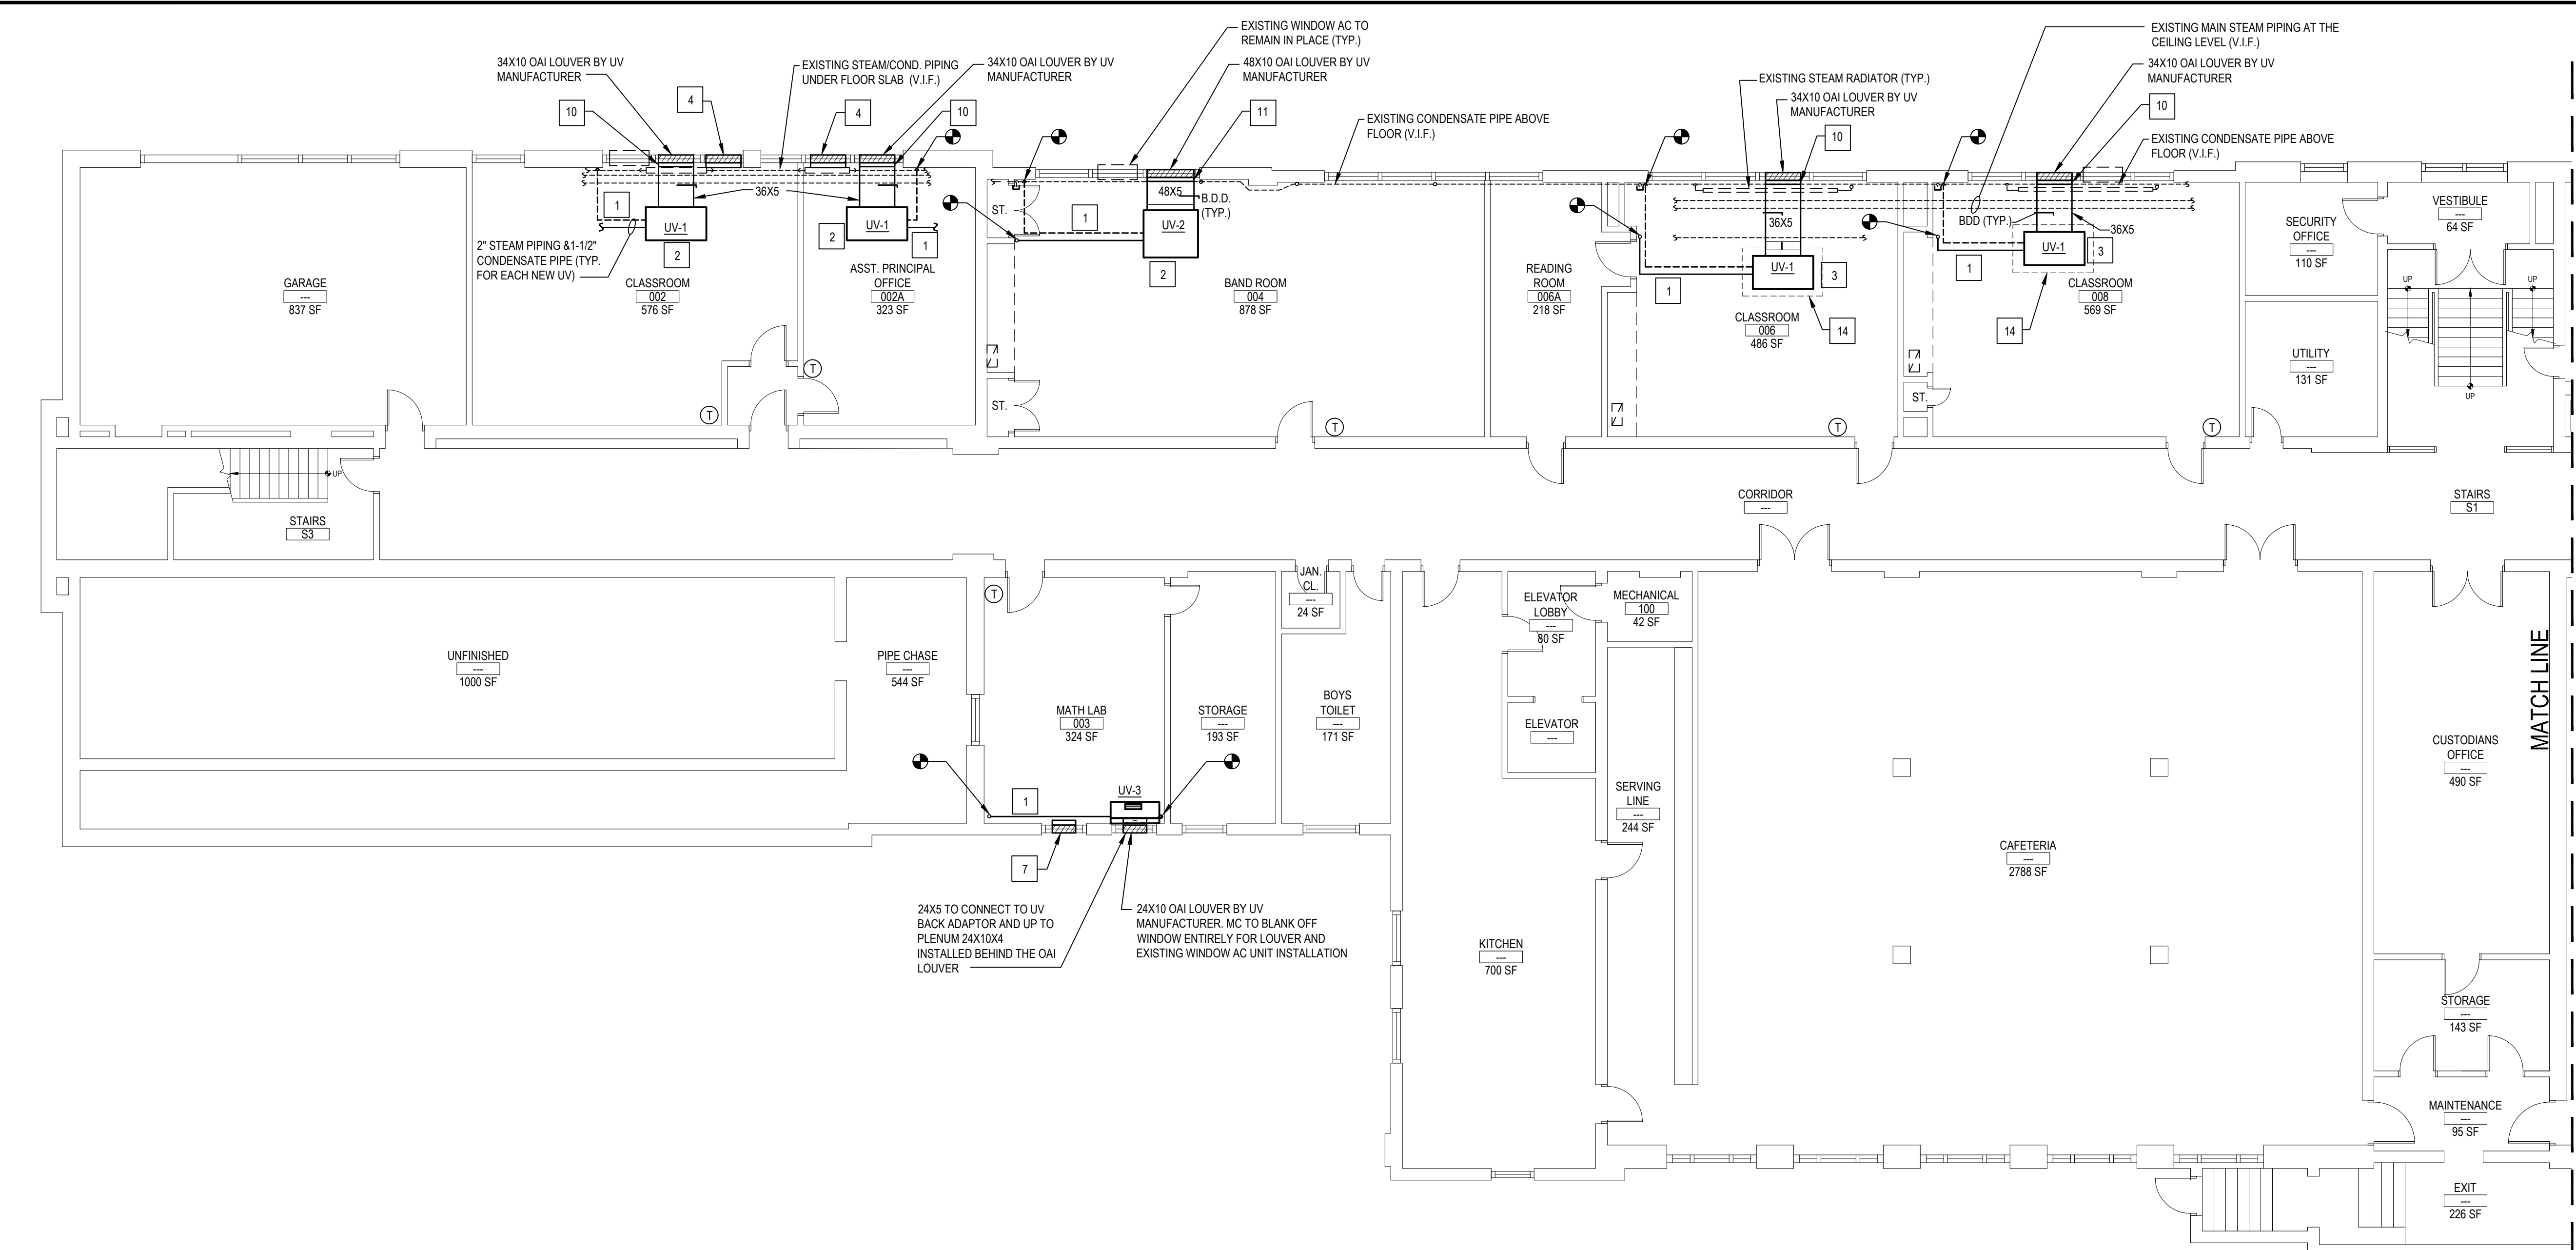 34X10 OAI LOUVER BY UV
MANUFACTURER
EXISTING STEAM/COND. PIPING
UNDER FLOOR SLAB (V.I.F.)
34X10 OAI LOUVER BY UV
MANUFACTURER
EXISTING WINDOW AC TO
REMAIN IN PLACE (TYP.)
48X10 OAI LOUVER BY UV
MANUFACTURER
EXISTING CONDENSATE PIPE ABOVE
FLOOR (V.I.F.)
EXISTING STEAM RADIATOR (TYP.)
34X10 OAI LOUVER BY UV
MANUFACTURER
EXISTING MAIN STEAM PIPING AT THE
CEILING LEVEL (V.I.F.)
34X10 OAI LOUVER BY UV
MANUFACTURER
EXISTING CONDENSATE PIPE ABOVE
FLOOR (V.I.F.)
10
4
4
10
11
10
10
GARAGE
---
837 SF
1
UV-1
2
36X5
2" STEAM PIPING &1-1/2"
CONDENSATE PIPE (TYP.
FOR EACH NEW UV)
CLASSROOM
002
576 SF
T
2
UV-1
1
ASST. PRINCIPAL
OFFICE
002A
323 SF
T
ST.
ST.
1
48X5
B.D.D.
(TYP.)
UV-2
2
BAND ROOM
004
878 SF
T
READING
ROOM
006A
218 SF
36X5
UV-1
3
1
14
CLASSROOM
006
486 SF
T
ST.
BDD (TYP.)
36X5
UV-1
3
1
14
CLASSROOM
008
569 SF
T
SECURITY
OFFICE
---
110 SF
VESTIBULE
---
64 SF
UTILITY
---
131 SF
UP
UP
UP
UP
STAIRS
S3
CORRIDOR
---
STAIRS
S1
UNFINISHED
---
1000 SF
PIPE CHASE
---
544 SF
T
MATH LAB
003
324 SF
UV-3
1
7
24X5 TO CONNECT TO UV
BACK ADAPTOR AND UP TO
PLENUM 24X10X4
INSTALLED BEHIND THE OAI
LOUVER
24X10 OAI LOUVER BY UV
MANUFACTURER. MC TO BLANK OFF
WINDOW ENTIRELY FOR LOUVER AND
EXISTING WINDOW AC UNIT INSTALLATION
STORAGE
---
193 SF
JAN.
CL.
---
24 SF
BOYS
TOILET
---
171 SF
KITCHEN
---
700 SF
ELEVATOR
LOBBY
---
80 SF
ELEVATOR
---
MECHANICAL
100
42 SF
SERVING
LINE
---
244 SF
CAFETERIA
---
2788 SF
CUSTODIANS
OFFICE
---
490 SF
MATCH LINE
STORAGE
---
143 SF
MAINTENANCE
---
95 SF
EXIT
---
226 SF